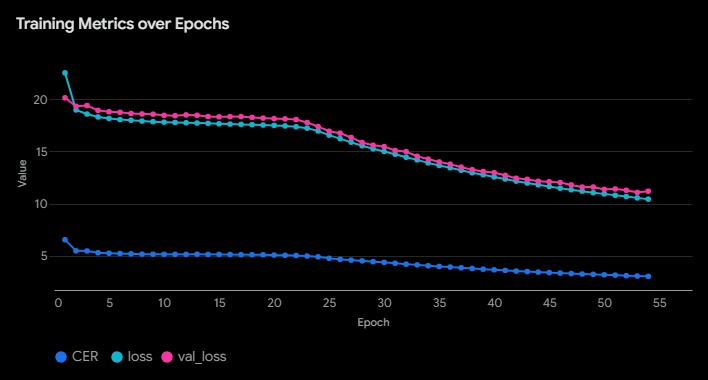 Training Metrics over Epochs
20
15
10
5
Value
0 5 10 15 20 25 30 35 40 45 50 55
Epoch
CER loss val_loss